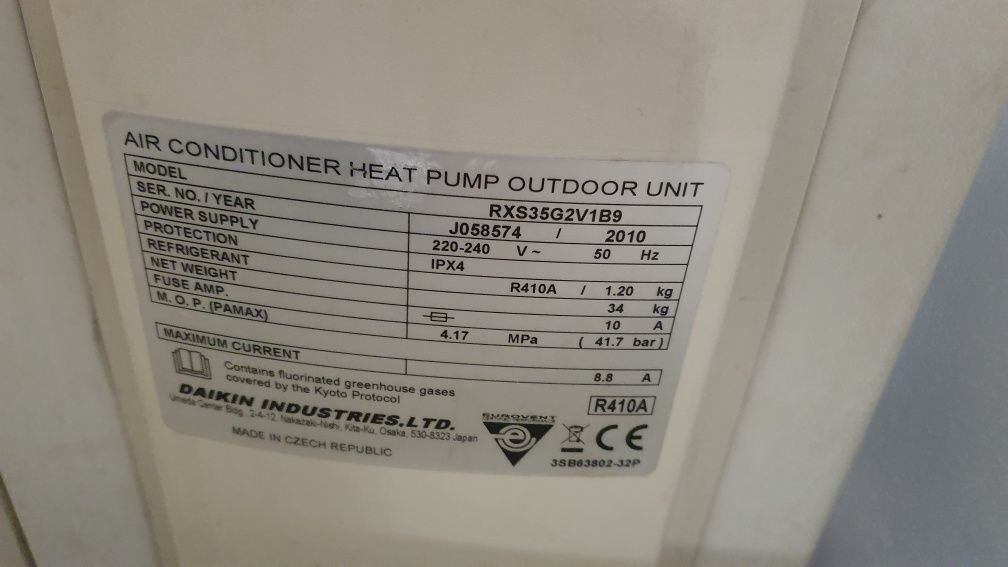 AIR CONDITIONER HEAT PUMP OUTDOOR UNIT
MODEL RXS35G2V1B9
SER. NO. / YEAR J058574 / 2010
POWER SUPPLY 220-240 V ~ 50 Hz
PROTECTION IPX4
REFRIGERANT R410A / 1.20 kg
NET WEIGHT 34 kg
FUSE AMP. 10 A
M. O. P. (PAMAX) 4.17 MPa ( 41.7 bar )
MAXIMUM CURRENT 8.8 A
Contains fluorinated greenhouse gases
covered by the Kyoto Protocol
R410A
DAIKIN INDUSTRIES.LTD.
Umeda Center Bldg. 2-4-12, Nakazaki-Nishi, Kita-Ku, Osaka, 530-8323 Japan
MADE IN CZECH REPUBLIC
EUROVENT
CE
3SB63802-32P